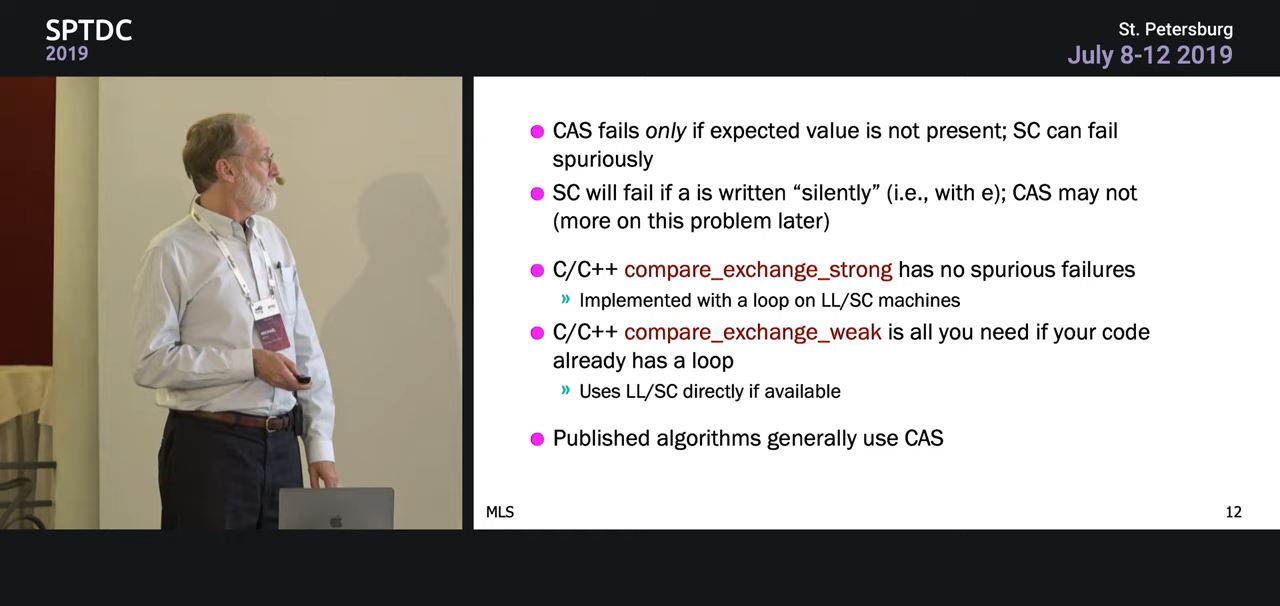 SPTDC
2019
St. Petersburg
July 8-12 2019
CAS fails only if expected value is not present; SC can fail
spuriously
SC will fail if a is written “silently” (i.e., with e); CAS may not
(more on this problem later)
C/C++ compare_exchange_strong has no spurious failures
» Implemented with a loop on LL/SC machines
C/C++ compare_exchange_weak is all you need if your code
already has a loop
» Uses LL/SC directly if available
Published algorithms generally use CAS
MLS
12